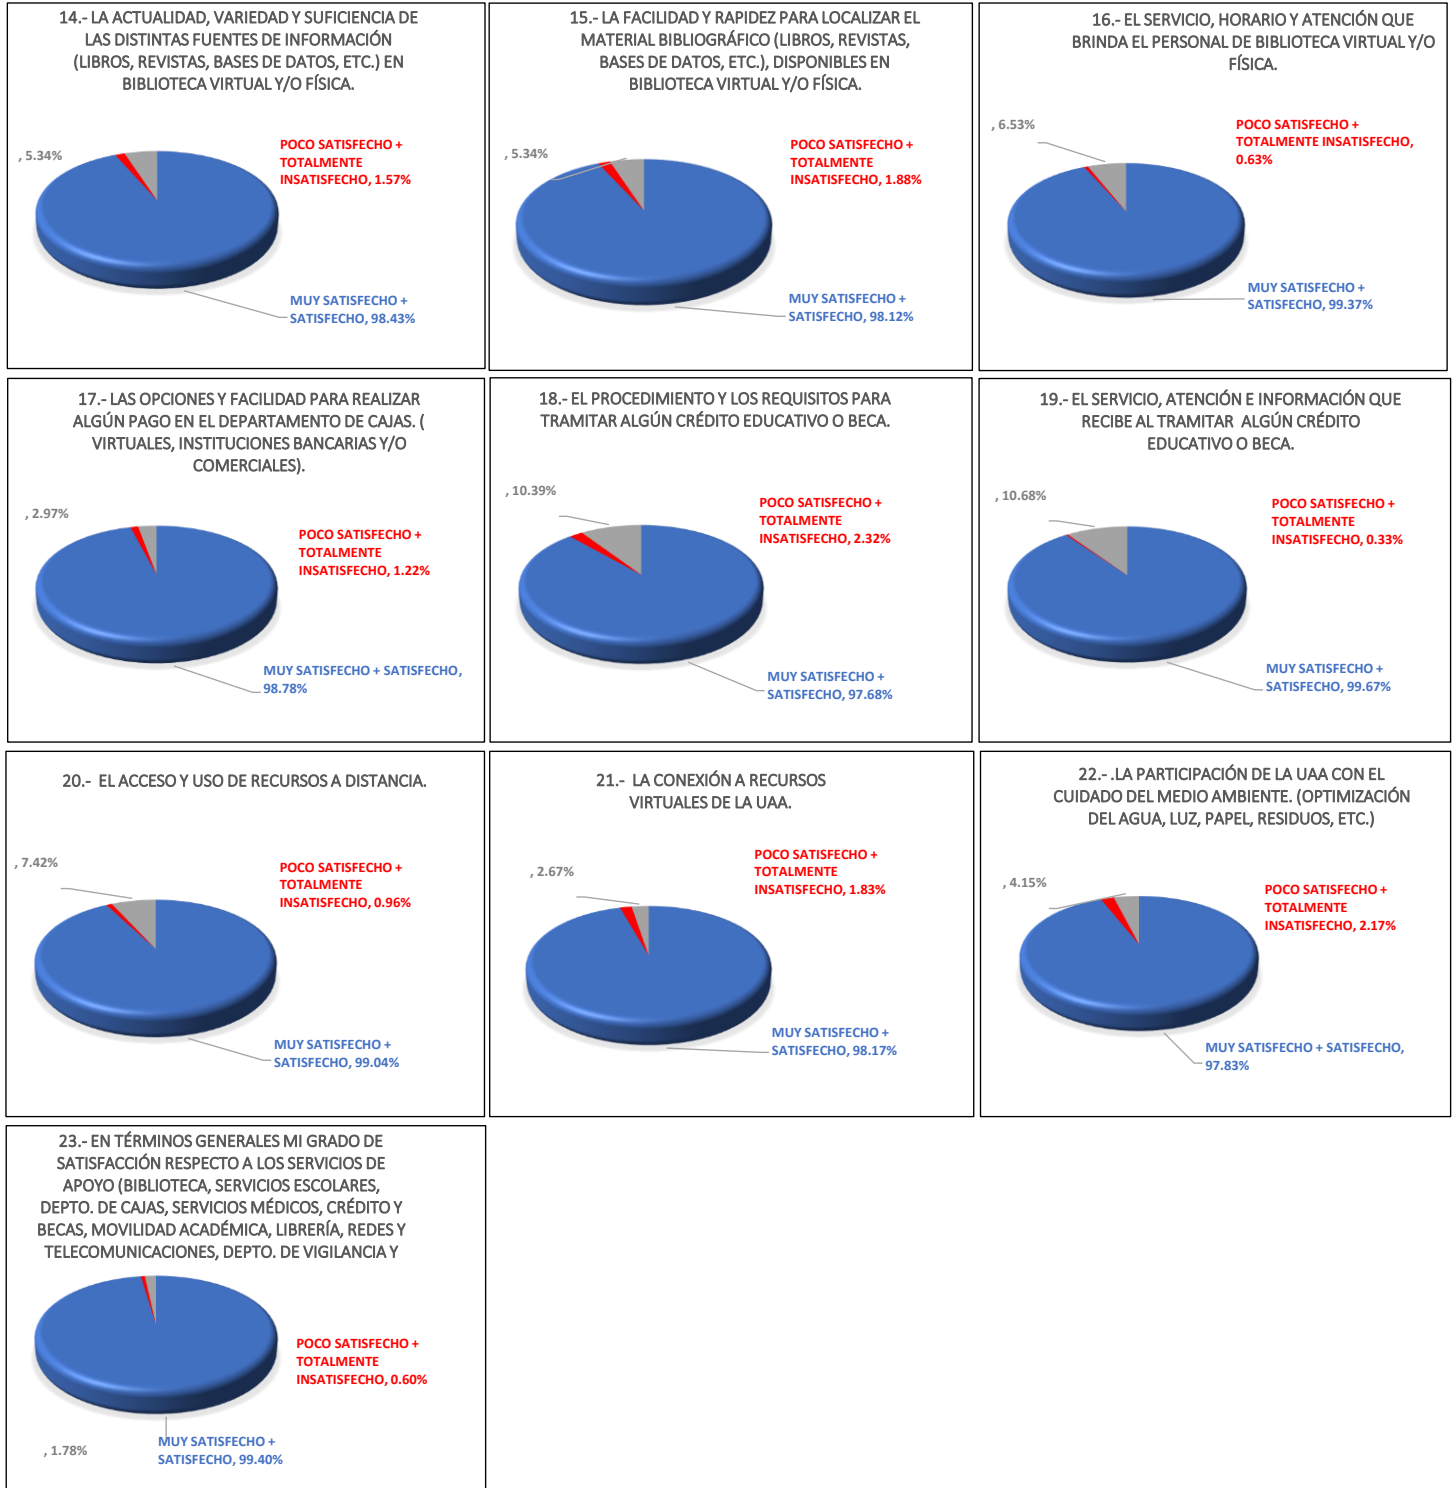 14.- LA ACTUALIDAD, VARIEDAD Y SUFICIENCIA DE
LAS DISTINTAS FUENTES DE INFORMACIÓN
(LIBROS, REVISTAS, BASES DE DATOS, ETC.) EN
BIBLIOTECA VIRTUAL Y/O FÍSICA.
, 5.34%
POCO SATISFECHO +
TOTALMENTE
INSATISFECHO, 1.57%
MUY SATISFECHO +
SATISFECHO, 98.43%
15.- LA FACILIDAD Y RAPIDEZ PARA LOCALIZAR EL
MATERIAL BIBLIOGRÁFICO (LIBROS, REVISTAS,
BASES DE DATOS, ETC.), DISPONIBLES EN
BIBLIOTECA VIRTUAL Y/O FÍSICA.
, 5.34%
POCO SATISFECHO +
TOTALMENTE
INSATISFECHO, 1.88%
MUY SATISFECHO +
SATISFECHO, 98.12%
16.- EL SERVICIO, HORARIO Y ATENCIÓN QUE
BRINDA EL PERSONAL DE BIBLIOTECA VIRTUAL Y/O
FÍSICA.
, 6.53%
POCO SATISFECHO +
TOTALMENTE INSATISFECHO,
0.63%
MUY SATISFECHO +
SATISFECHO, 99.37%
17.- LAS OPCIONES Y FACILIDAD PARA REALIZAR
ALGÚN PAGO EN EL DEPARTAMENTO DE CAJAS. (
VIRTUALES, INSTITUCIONES BANCARIAS Y/O
COMERCIALES).
, 2.97%
POCO SATISFECHO +
TOTALMENTE
INSATISFECHO, 1.22%
MUY SATISFECHO + SATISFECHO,
98.78%
18.- EL PROCEDIMIENTO Y LOS REQUISITOS PARA
TRAMITAR ALGÚN CRÉDITO EDUCATIVO O BECA.
, 10.39%
POCO SATISFECHO +
TOTALMENTE
INSATISFECHO, 2.32%
MUY SATISFECHO +
SATISFECHO, 97.68%
19.- EL SERVICIO, ATENCIÓN E INFORMACIÓN QUE
RECIBE AL TRAMITAR ALGÚN CRÉDITO
EDUCATIVO O BECA.
, 10.68%
POCO SATISFECHO +
TOTALMENTE
INSATISFECHO, 0.33%
MUY SATISFECHO +
SATISFECHO, 99.67%
20.- EL ACCESO Y USO DE RECURSOS A DISTANCIA.
, 7.42%
POCO SATISFECHO +
TOTALMENTE
INSATISFECHO, 0.96%
MUY SATISFECHO +
SATISFECHO, 99.04%
21.- LA CONEXIÓN A RECURSOS
VIRTUALES DE LA UAA.
, 2.67%
POCO SATISFECHO +
TOTALMENTE
INSATISFECHO, 1.83%
MUY SATISFECHO +
SATISFECHO, 98.17%
22.- .LA PARTICIPACIÓN DE LA UAA CON EL
CUIDADO DEL MEDIO AMBIENTE. (OPTIMIZACIÓN
DEL AGUA, LUZ, PAPEL, RESIDUOS, ETC.)
, 4.15%
POCO SATISFECHO +
TOTALMENTE
INSATISFECHO, 2.17%
MUY SATISFECHO + SATISFECHO,
97.83%
23.- EN TÉRMINOS GENERALES MI GRADO DE
SATISFACCIÓN RESPECTO A LOS SERVICIOS DE
APOYO (BIBLIOTECA, SERVICIOS ESCOLARES,
DEPTO. DE CAJAS, SERVICIOS MÉDICOS, CRÉDITO Y
BECAS, MOVILIDAD ACADÉMICA, LIBRERÍA, REDES Y
TELECOMUNICACIONES, DEPTO. DE VIGILANCIA Y
POCO SATISFECHO +
TOTALMENTE
INSATISFECHO, 0.60%
, 1.78%
MUY SATISFECHO +
SATISFECHO, 99.40%